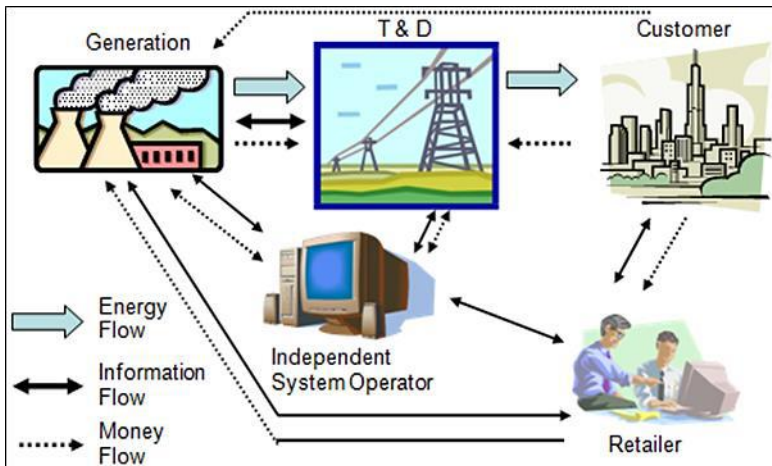 Generation
T & D
Customer
Energy
Flow
Information
Flow
Money
Flow
Independent
System Operator
Retailer